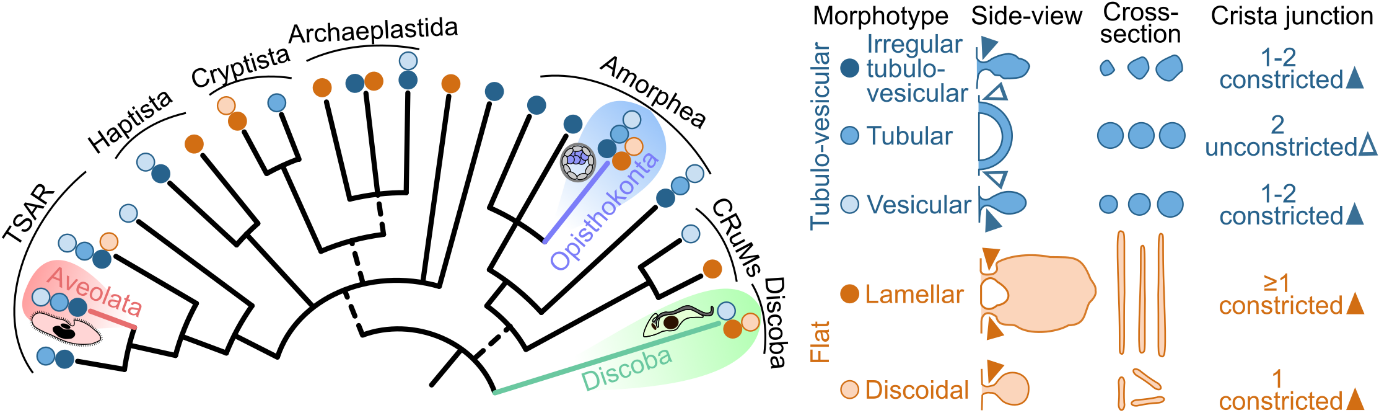 TSAR
Haptista
Cryptista
Archaeplastida
Amorphea
CRuMs
Discoba
Aveolata
Opisthokonta
Discoba
Morphotype
Side-view
Cross-
section
Crista junction
Tubulo-vesicular
Irregular
tubulo-
vesicular
1-2
constricted
Tubular
2
unconstricted
Vesicular
1-2
constricted
Flat
Lamellar
≥1
constricted
Discoidal
1
constricted